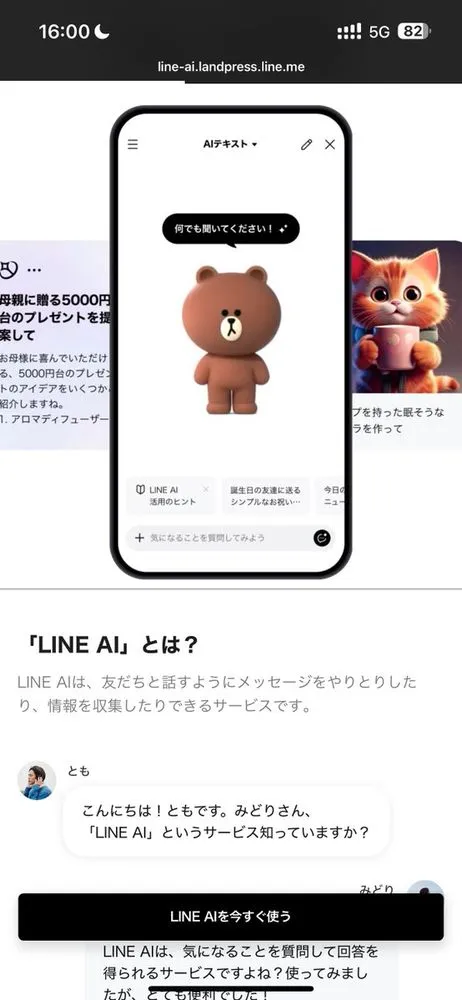 16:00
5G
82
line-ai.landpress.line.me
AIテキスト
何でも聞いてください！
母親に贈る5000円
台のプレゼントを提
案して
お母様に喜んでいただけ
る、5000円台のプレゼン
トのアイデアをいくつか
紹介しますね。
1. アロマディフューザー
プを持った眠そうな
ラを作って
LINE AI
活用のヒント
誕生日の友達に送る
シンプルなお祝い…
今日の
ニュー
気になることを質問してみよう
「LINE AI」とは？
LINE AIは、友だちと話すようにメッセージをやりとりした
り、情報を収集したりできるサービスです。
とも
こんにちは！ともです。みどりさん、
「LINE AI」というサービス知っていますか？
みどり
LINE AIを今すぐ使う
LINE AIは、気になることを質問して回答を
得られるサービスですよね？使ってみまし
たが、とても便利でした！